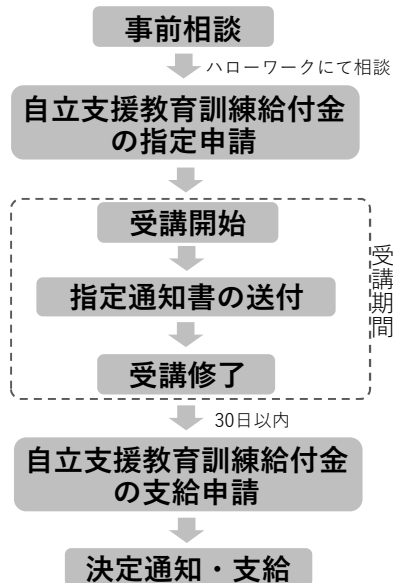 事前相談
ハローワークにて相談
自立支援教育訓練給付金
の指定申請
受講開始
指定通知書の送付
受講修了
受講期間
30日以内
自立支援教育訓練給付金
の支給申請
決定通知・支給